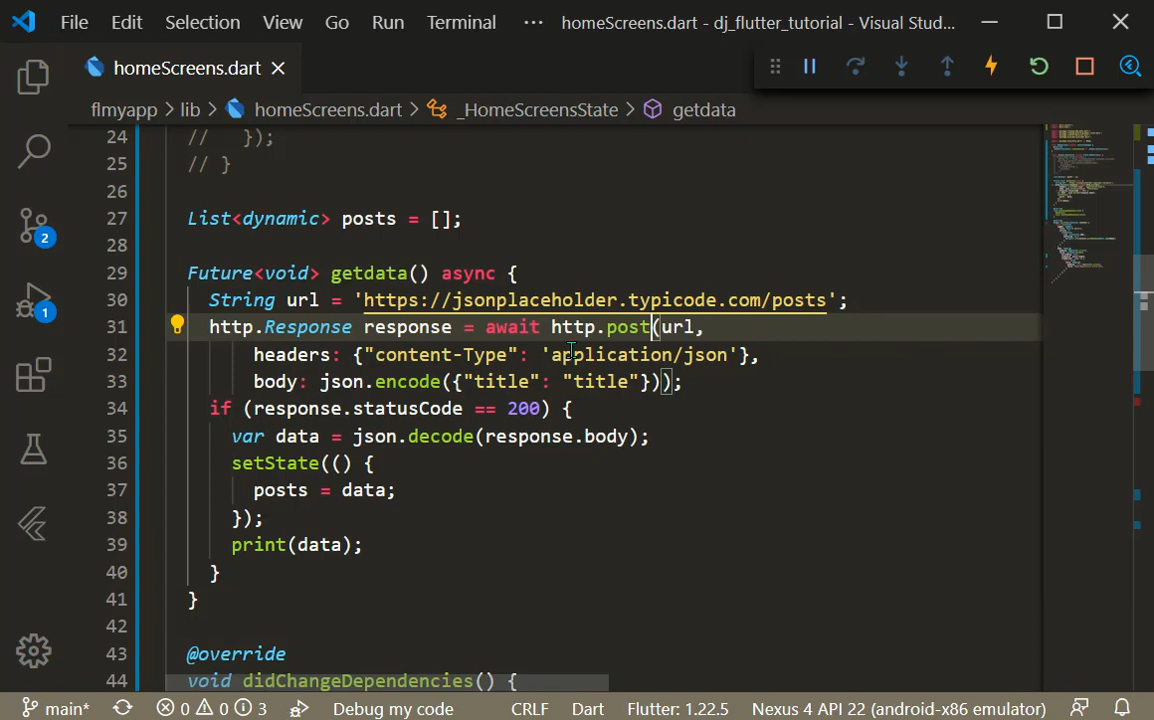 File Edit Selection View Go Run Terminal ··· homeScreens.dart - dj_flutter_tutorial - Visual Stud...
homeScreens.dart
flmyapp > lib > homeScreens.dart > _HomeScreensState > getdata
24 //   });
25 // }
26
27 List<dynamic> posts = [];
28
29 Future<void> getdata() async {
30 String url = 'https://jsonplaceholder.typicode.com/posts';
31 http.Response response = await http.post(url,
32 headers: {"content-Type": 'application/json'},
33 body: json.encode({"title": "title"}));
34 if (response.statusCode == 200) {
35 var data = json.decode(response.body);
36 setState(() {
37 posts = data;
38 });
39 print(data);
40 }
41 }
42
43 @override
44 void didChangeDependencies() {
2
1
main* 0 0 3 Debug my code CRLF Dart Flutter: 1.22.5 Nexus 4 API 22 (android-x86 emulator)